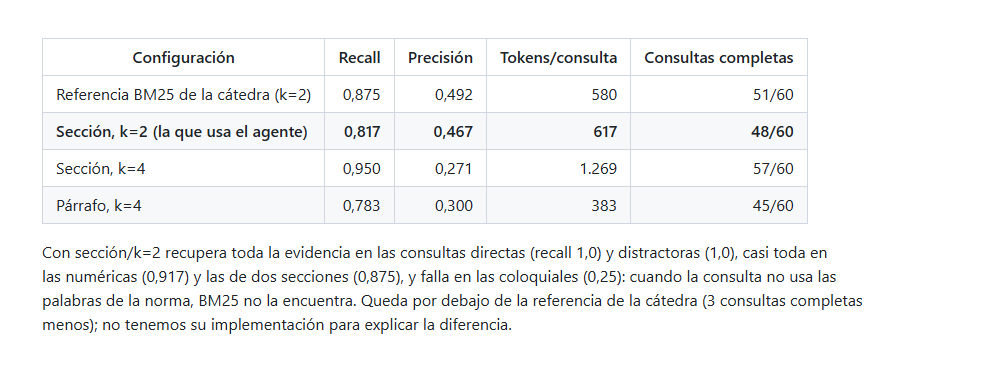 Configuración Recall Precisión Tokens/consulta Consultas completas
Referencia BM25 de la cátedra (k=2) 0,875 0,492 580 51/60
Sección, k=2 (la que usa el agente) 0,817 0,467 617 48/60
Sección, k=4 0,950 0,271 1.269 57/60
Párrafo, k=4 0,783 0,300 383 45/60
Con sección/k=2 recupera toda la evidencia en las consultas directas (recall 1,0) y distractoras (1,0), casi toda en
las numéricas (0,917) y las de dos secciones (0,875), y falla en las coloquiales (0,25): cuando la consulta no usa las
palabras de la norma, BM25 no la encuentra. Queda por debajo de la referencia de la cátedra (3 consultas completas
menos); no tenemos su implementación para explicar la diferencia.